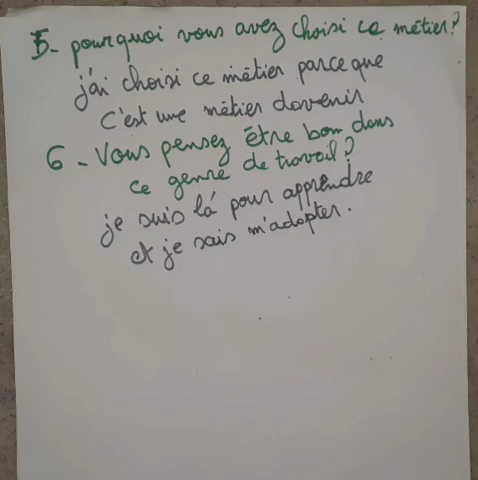 5- pourquoi vous avez choisi ce métier?
j'ai choisi ce métier parce que
C'est une métier davenir
6 - Vous pensez être bon dans
ce genre de travail?
je suis là pour apprendre
et je sais m'adapter.